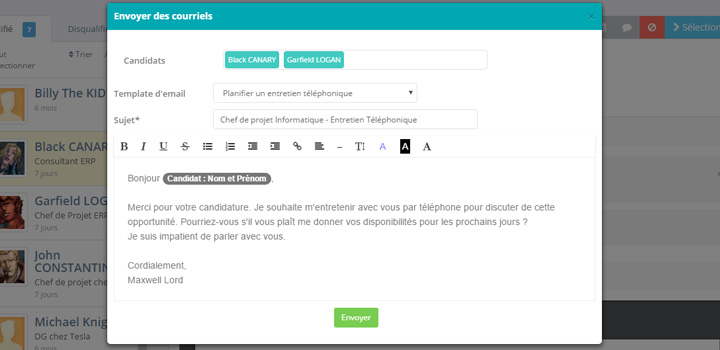 Envoyer des courriels
×
ifié 7 Disqualifi
Sélection
ut
ectionner
Trier
Candidats Black CANARY Garfield LOGAN
Template d'email Planifier un entretien téléphonique
Sujet* Chef de projet Informatique - Entretien Téléphonique
B I U S – T A A A
Bonjour Candidat : Nom et Prénom,
Merci pour votre candidature. Je souhaite m'entretenir avec vous par téléphone pour discuter de cette
opportunité. Pourriez-vous s'il vous plaît me donner vos disponibilités pour les prochains jours ?
Je suis impatient de parler avec vous.
Cordialement,
Maxwell Lord
Envoyer
Billy The KID
6 mois
Black CANAR
Consultant ERP
7 jours
Garfield LOG
Chef de Projet ERP
7 jours
John
CONSTANTIN
Chef de projet che
7 jours
Michael Knig
DG chez Tesla
6 mois